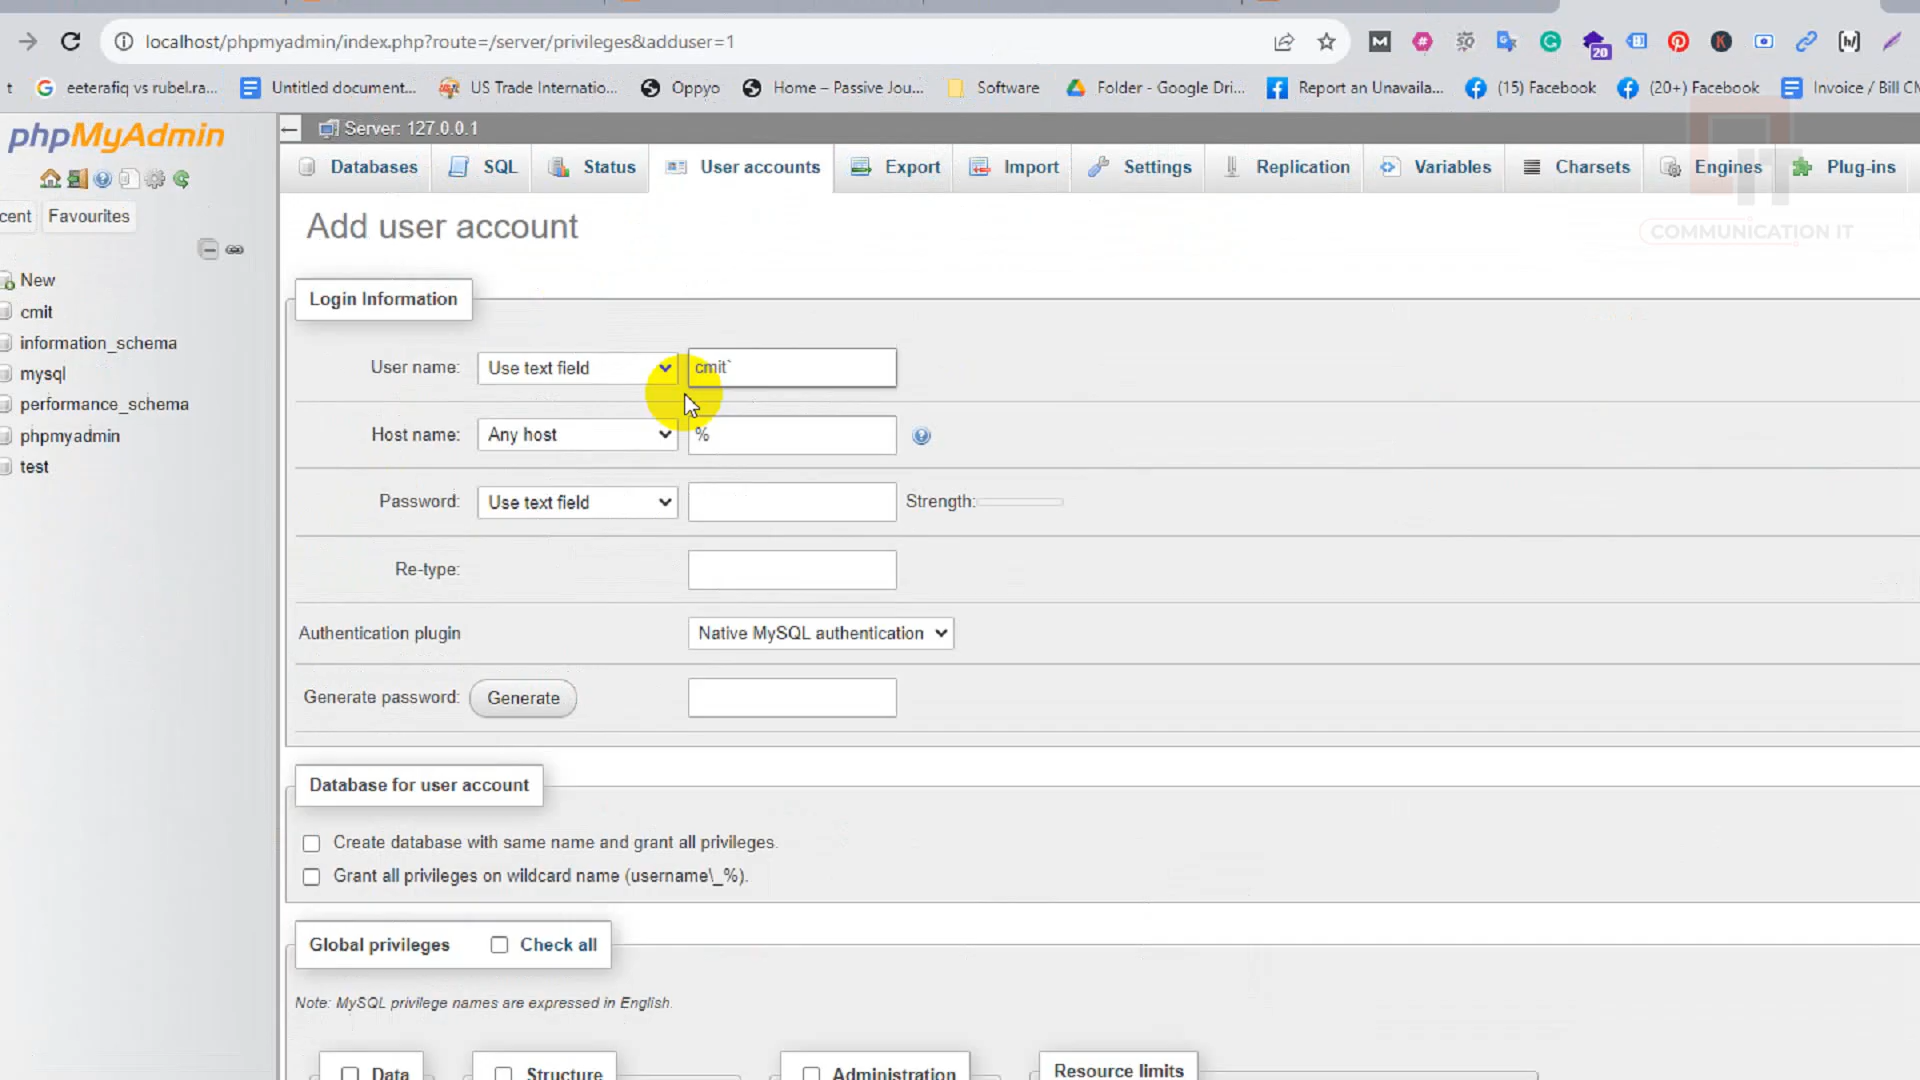 localhost/phpmyadmin/index.php?route=/server/privileges&adduser=1
20
t eeterafiq vs rubel.ra... Untitled document... US Trade Internatio... Oppyo Home – Passive Jou... Software Folder - Google Dri... Report an Unavaila... (15) Facebook (20+) Facebook Invoice / Bill CM
phpMyAdmin
Server: 127.0.0.1
Databases SQL Status User accounts Export Import Settings Replication Variables Charsets Engines Plug-ins
cent Favourites
COMMUNICATION IT
New
cmit
information_schema
mysql
performance_schema
phpmyadmin
test
Add user account
Login Information
User name: Use text field cmit`
Host name: Any host %
Password: Use text field Strength:
Re-type:
Authentication plugin Native MySQL authentication
Generate password: Generate
Database for user account
Create database with same name and grant all privileges.
Grant all privileges on wildcard name (username\_%).
Global privileges Check all
Note: MySQL privilege names are expressed in English.
Data Structure Administration Resource limits